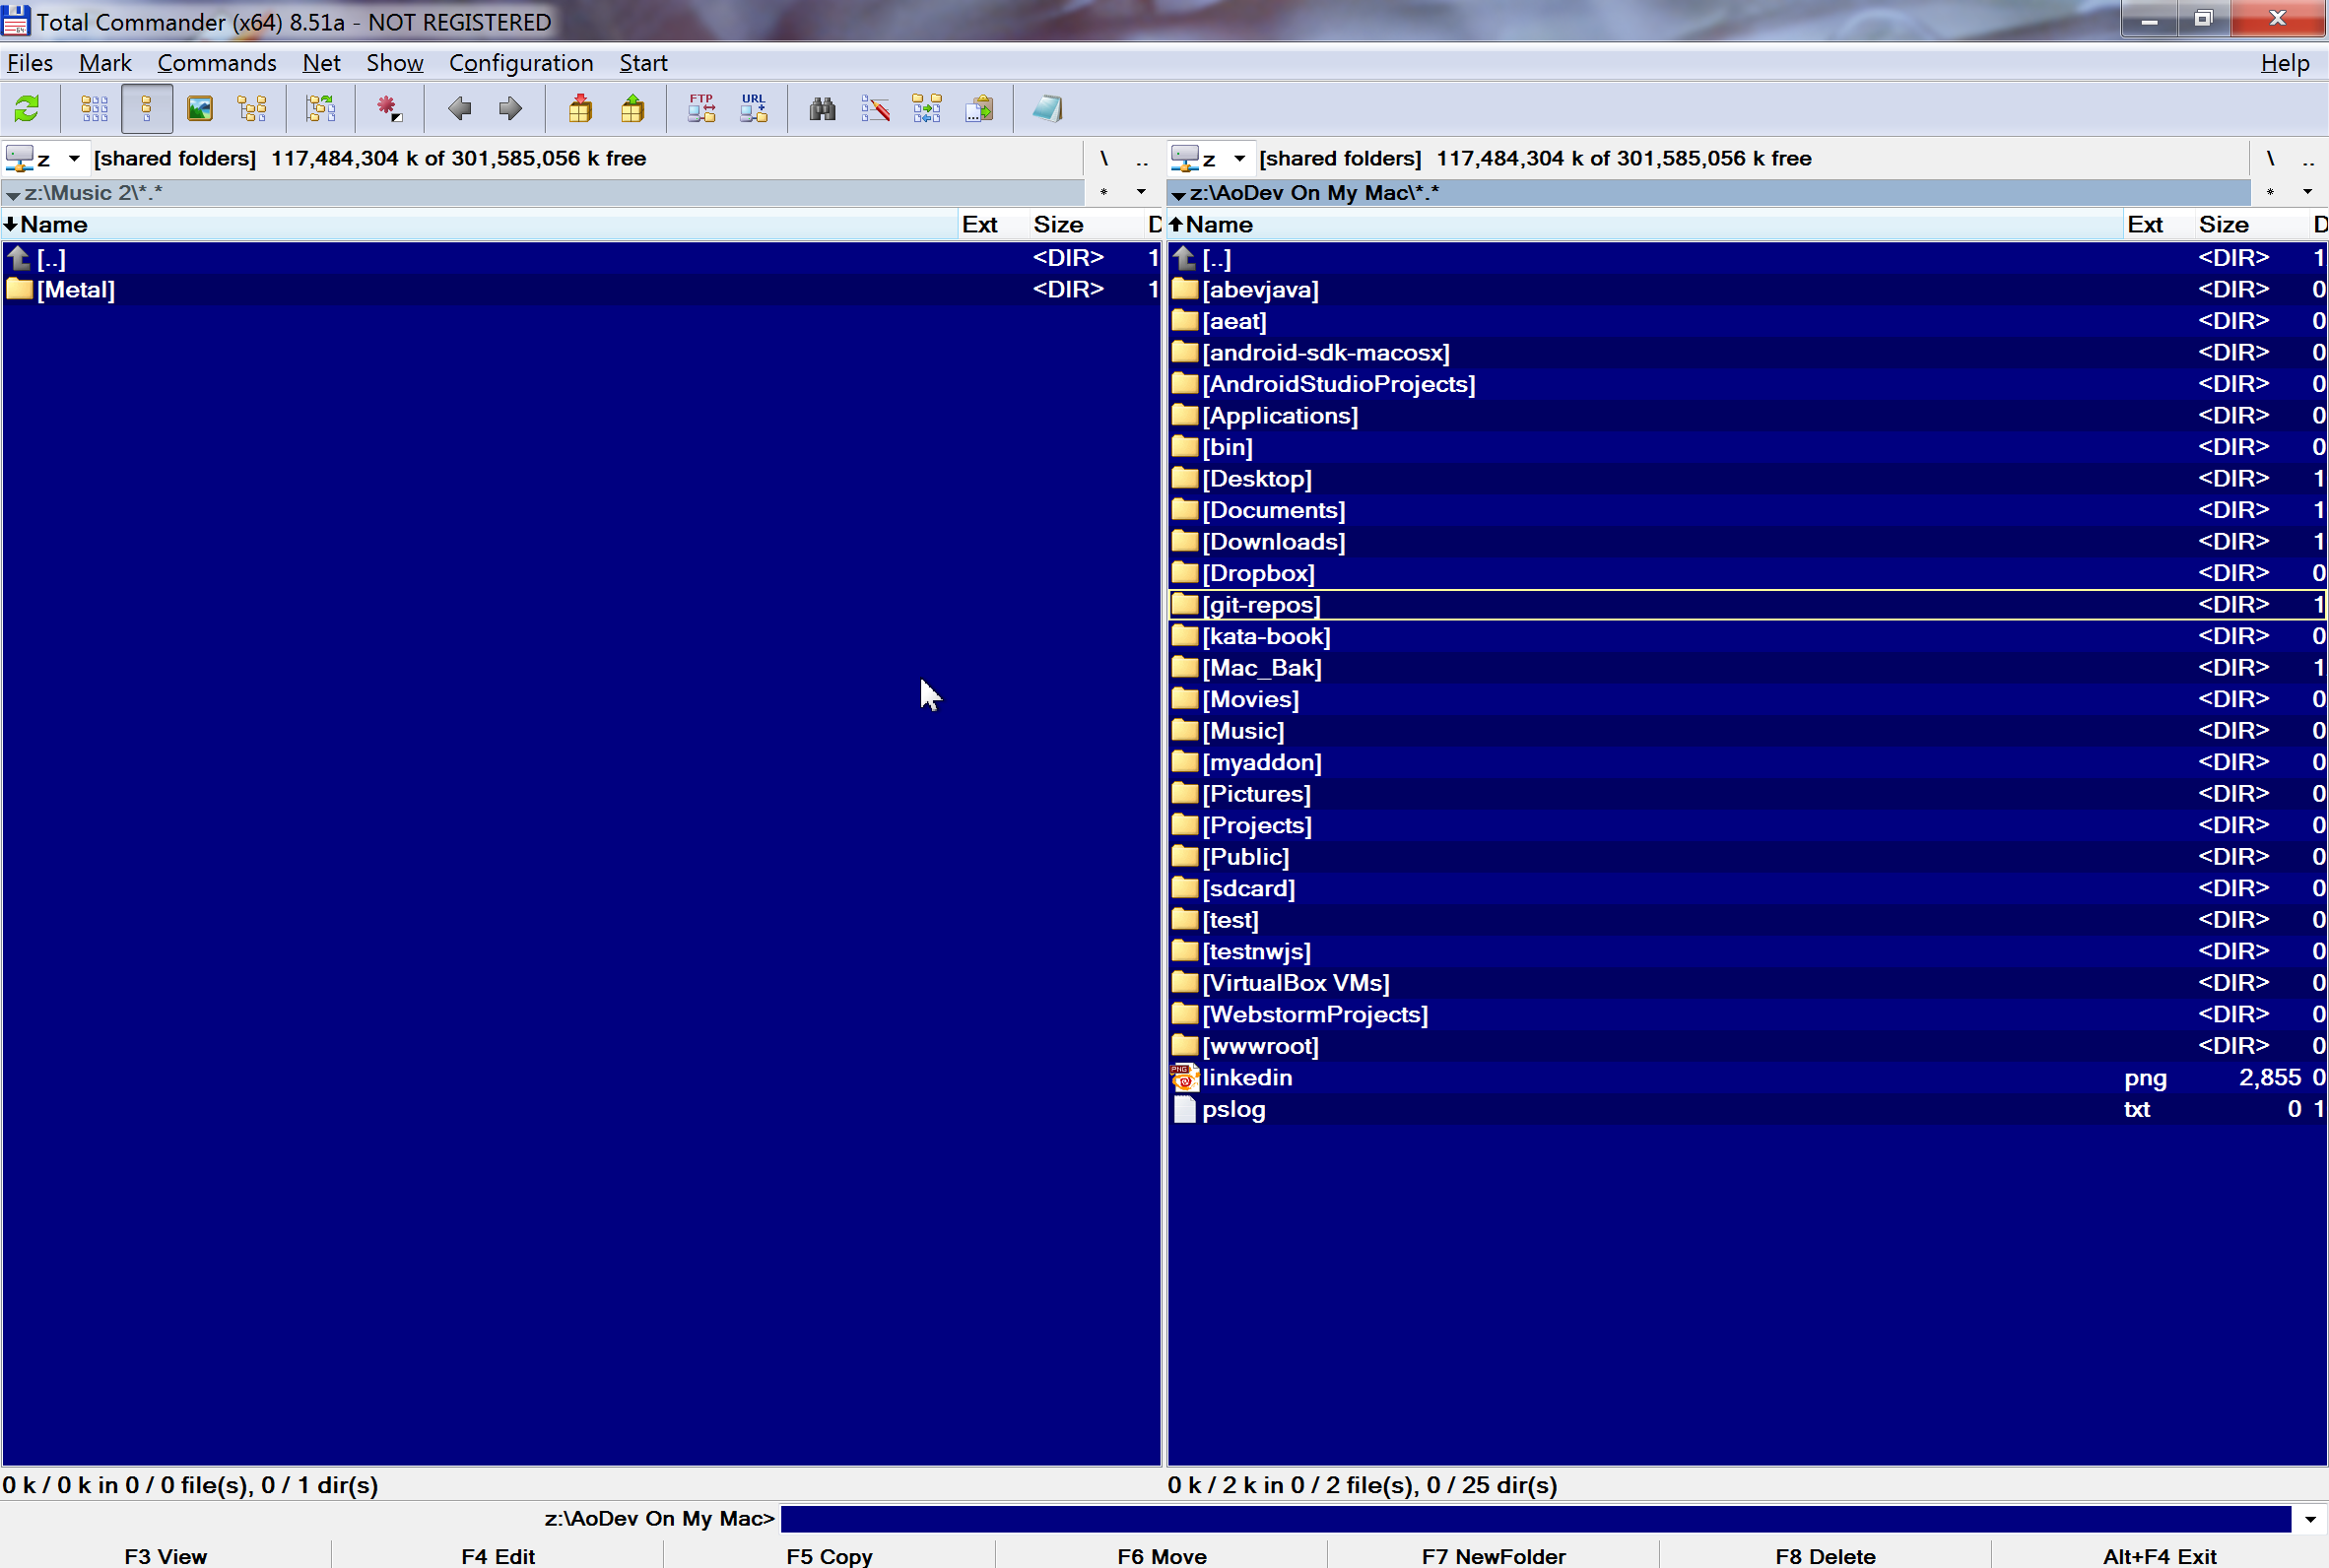 Total Commander (x64) 8.51a - NOT REGISTERED
Files Mark Commands Net Show Configuration Start Help
FTP URL
z [shared folders] 117,484,304 k of 301,585,056 k free \ ..
z:\Music 2\*.* *
Name Ext Size D
[..] <DIR> 1
[Metal] <DIR> 1
z [shared folders] 117,484,304 k of 301,585,056 k free \ ..
z:\AoDev On My Mac\*.* *
Name Ext Size D
[..] <DIR> 1
[abevjava] <DIR> 0
[aeat] <DIR> 0
[android-sdk-macosx] <DIR> 0
[AndroidStudioProjects] <DIR> 0
[Applications] <DIR> 0
[bin] <DIR> 0
[Desktop] <DIR> 1
[Documents] <DIR> 1
[Downloads] <DIR> 1
[Dropbox] <DIR> 0
[git-repos] <DIR> 1
[kata-book] <DIR> 0
[Mac_Bak] <DIR> 1
[Movies] <DIR> 0
[Music] <DIR> 0
[myaddon] <DIR> 0
[Pictures] <DIR> 0
[Projects] <DIR> 0
[Public] <DIR> 0
[sdcard] <DIR> 0
[test] <DIR> 0
[testnwjs] <DIR> 0
[VirtualBox VMs] <DIR> 0
[WebstormProjects] <DIR> 0
[wwwroot] <DIR> 0
PNG linkedin png 2,855 0
pslog txt 0 1
0 k / 0 k in 0 / 0 file(s), 0 / 1 dir(s)
0 k / 2 k in 0 / 2 file(s), 0 / 25 dir(s)
z:\AoDev On My Mac>
F3 View F4 Edit F5 Copy F6 Move F7 NewFolder F8 Delete Alt+F4 Exit